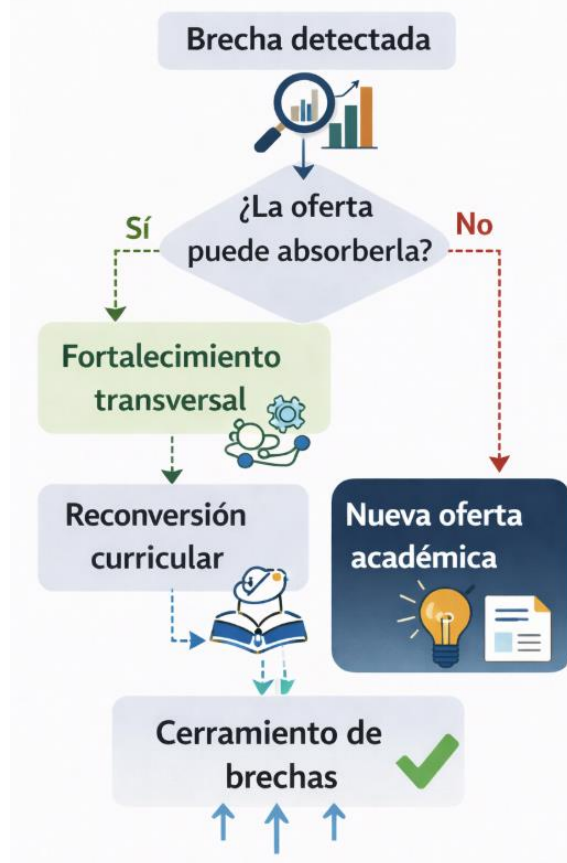 Brecha detectada
¿La oferta
puede absorberla?
Sí
No
Fortalecimiento
transversal
Reconversión
curricular
Nueva oferta
académica
Cerramiento de
brechas